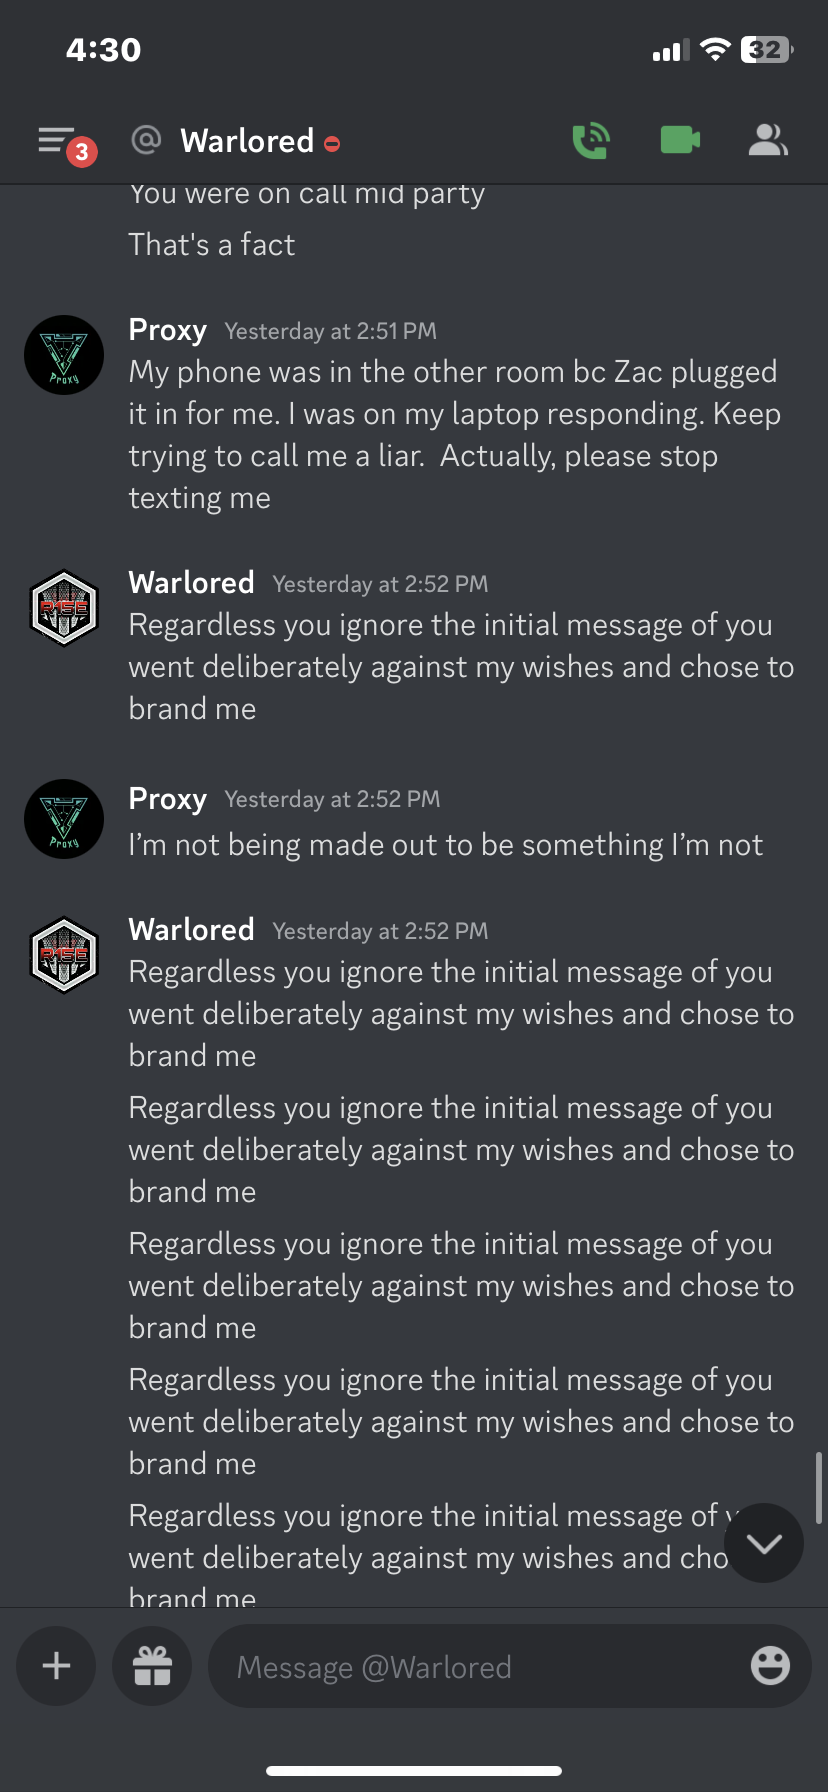 4:30
32
3
@ Warlored
You were on call mid party
That's a fact
Proxy Yesterday at 2:51 PM
My phone was in the other room bc Zac plugged
it in for me. I was on my laptop responding. Keep
trying to call me a liar.  Actually, please stop
texting me
Proxy
Warlored Yesterday at 2:52 PM
Regardless you ignore the initial message of you
went deliberately against my wishes and chose to
brand me
R1SE
Proxy Yesterday at 2:52 PM
I’m not being made out to be something I’m not
Proxy
Warlored Yesterday at 2:52 PM
Regardless you ignore the initial message of you
went deliberately against my wishes and chose to
brand me
R1SE
Regardless you ignore the initial message of you
went deliberately against my wishes and chose to
brand me
Regardless you ignore the initial message of you
went deliberately against my wishes and chose to
brand me
Regardless you ignore the initial message of you
went deliberately against my wishes and chose to
brand me
Regardless you ignore the initial message of
went deliberately against my wishes and cho
brand me
Message @Warlored